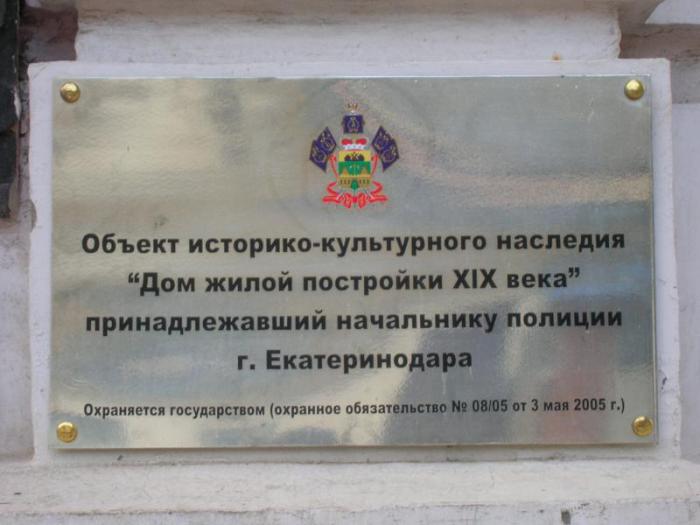 Объект историко-культурного наследия
“Дом жилой постройки XIX века”
принадлежавший начальнику полиции
г. Екатеринодара
Охраняется государством (охранное обязательство № 08/05 от 3 мая 2005 г.)